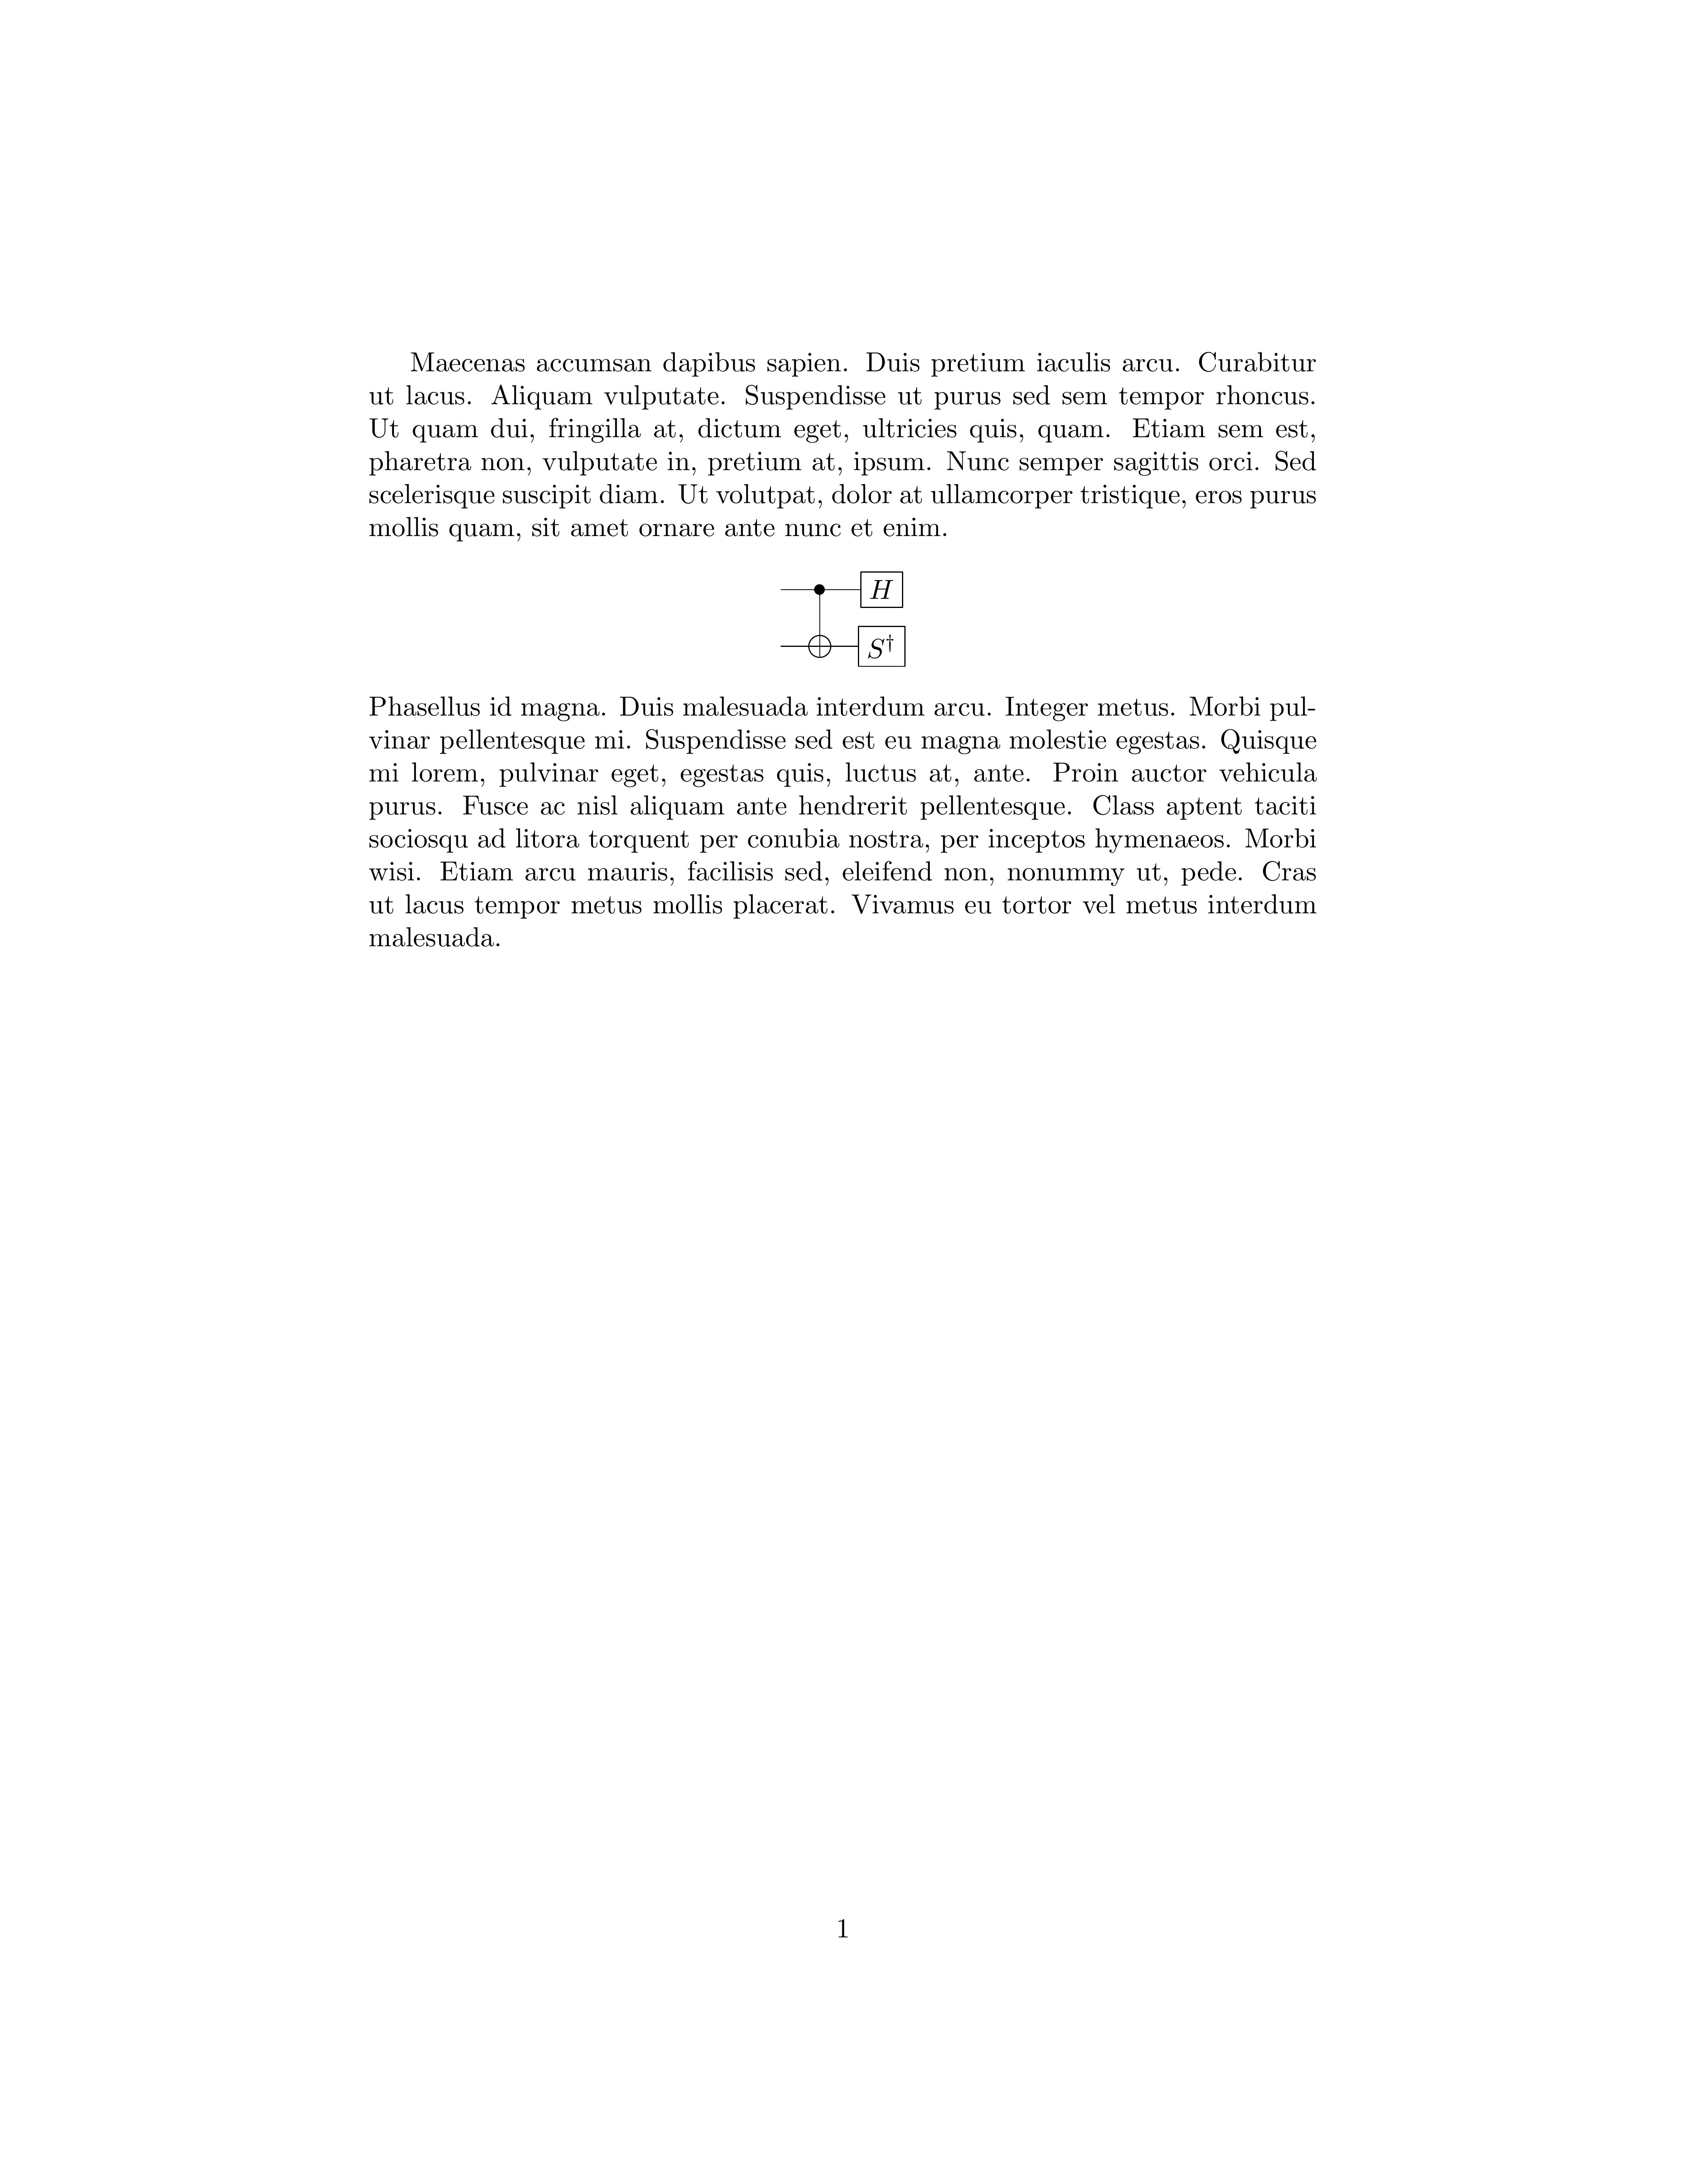 Maecenas accumsan dapibus sapien. Duis pretium iaculis arcu. Curabitur
ut lacus. Aliquam vulputate. Suspendisse ut purus sed sem tempor rhoncus.
Ut quam dui, fringilla at, dictum eget, ultricies quis, quam. Etiam sem est,
pharetra non, vulputate in, pretium at, ipsum. Nunc semper sagittis orci. Sed
scelerisque suscipit diam. Ut volutpat, dolor at ullamcorper tristique, eros purus
mollis quam, sit amet ornare ante nunc et enim.
H
S†
Phasellus id magna. Duis malesuada interdum arcu. Integer metus. Morbi pul-
vinar pellentesque mi. Suspendisse sed est eu magna molestie egestas. Quisque
mi lorem, pulvinar eget, egestas quis, luctus at, ante. Proin auctor vehicula
purus. Fusce ac nisl aliquam ante hendrerit pellentesque. Class aptent taciti
sociosqu ad litora torquent per conubia nostra, per inceptos hymenaeos. Morbi
wisi. Etiam arcu mauris, facilisis sed, eleifend non, nonummy ut, pede. Cras
ut lacus tempor metus mollis placerat. Vivamus eu tortor vel metus interdum
malesuada.
1